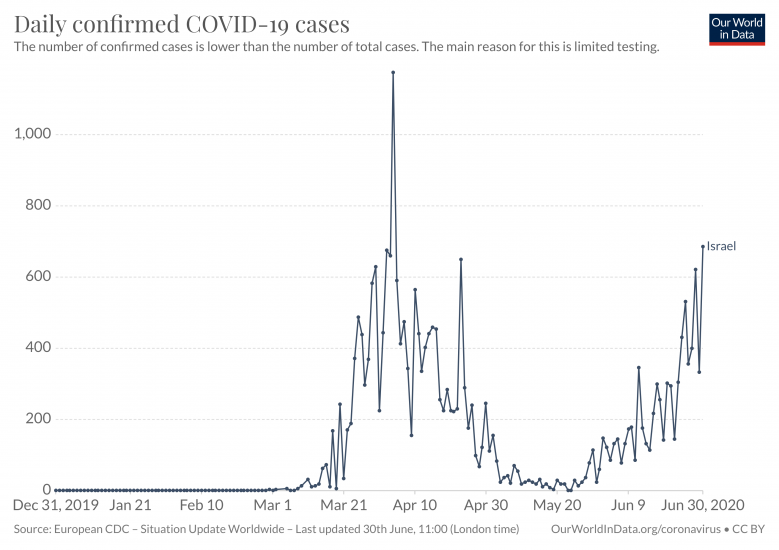 Daily confirmed COVID-19 cases
The number of confirmed cases is lower than the number of total cases. The main reason for this is limited testing.
Our World
in Data
1,000
800
600
400
200
0
Israel
Dec 31, 2019 Jan 21 Feb 10 Mar 1 Mar 21 Apr 10 Apr 30 May 20 Jun 9 Jun 30, 2020
Source: European CDC – Situation Update Worldwide – Last updated 30th June, 11:00 (London time) OurWorldInData.org/coronavirus • CC BY